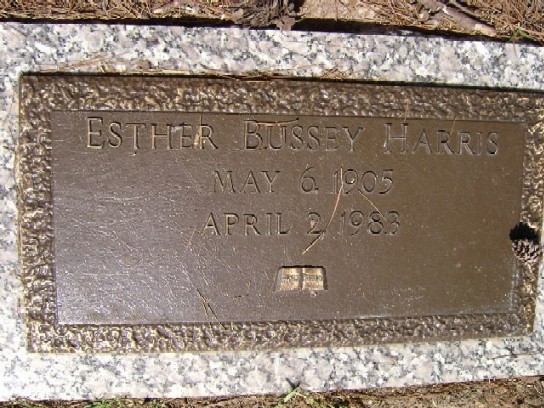 ESTHER BUSSEY HARRIS
MAY 6, 1905
APRIL 2, 1983